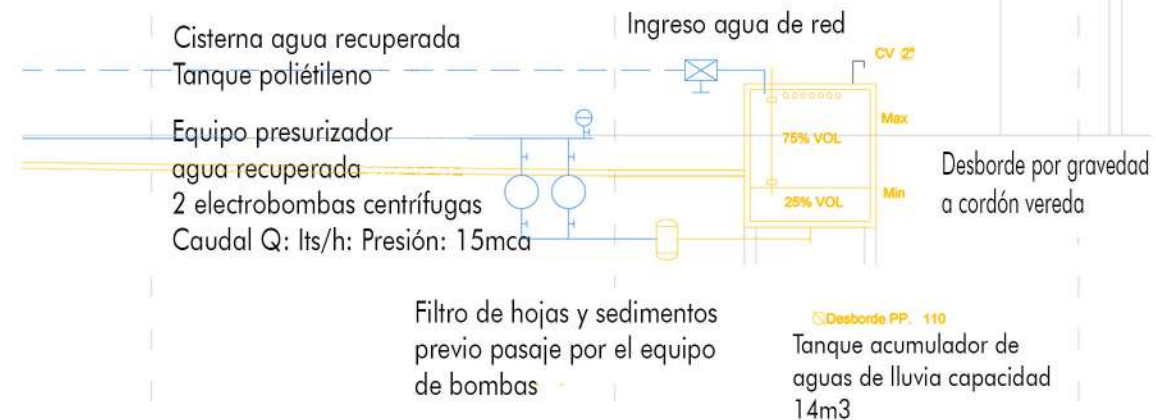 Cisterna agua recuperada
Tanque poliétileno
Ingreso agua de red
CV 2"
Equipo presurizador
agua recuperada
2 electrobombas centrífugas
Caudal Q: lts/h: Presión: 15mca
Max
75% VOL
Min
25% VOL
Desborde por gravedad
a cordón vereda
Filtro de hojas y sedimentos
previo pasaje por el equipo
de bombas
Desborde PP. 110
Tanque acumulador de
aguas de lluvia capacidad
14m3